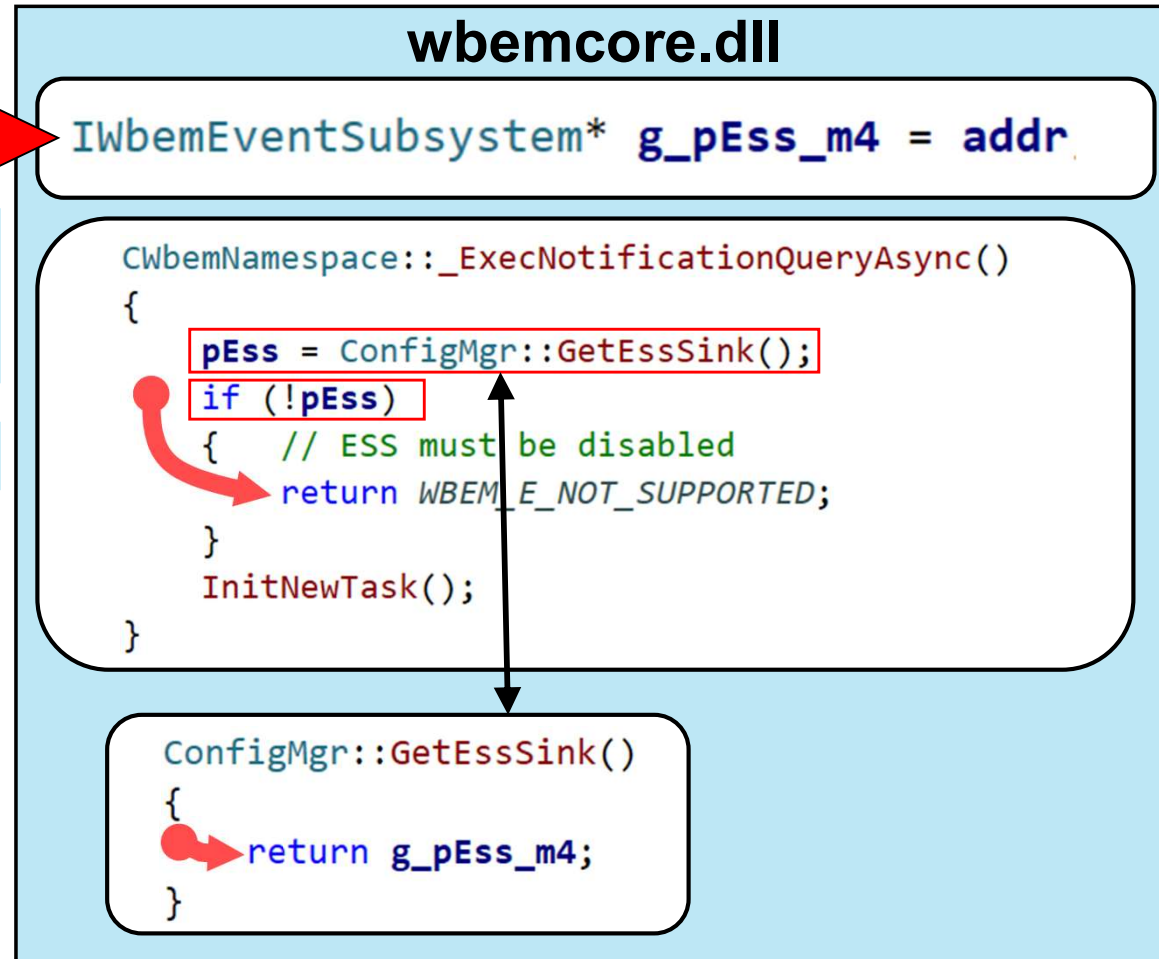 wbemcore.dll
IWbemEventSubsystem* g_pEss_m4 = addr
CWbemNamespace::_ExecNotificationQueryAsync()
{
pEss = ConfigMgr::GetEssSink();
if (!pEss)
{ // ESS must be disabled
return WBEM_E_NOT_SUPPORTED;
}
InitNewTask();
}
ConfigMgr::GetEssSink()
{
return g_pEss_m4;
}